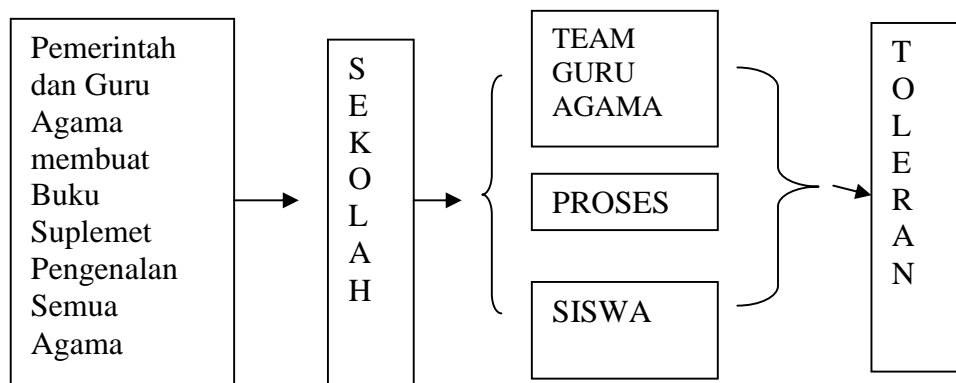 Pemerintah
dan Guru
Agama
membuat
Buku
Suplemet
Pengenalan
Semua
Agama
S
E
K
O
L
A
H
TEAM
GURU
AGAMA
PROSES
SISWA
T
O
L
E
R
A
N